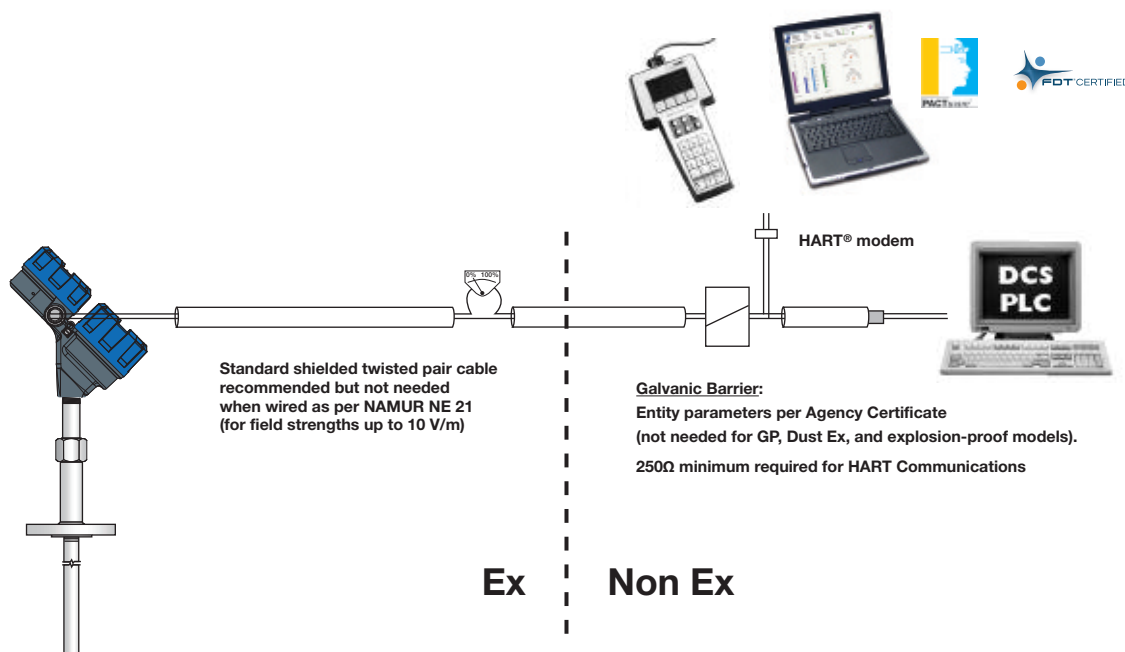 PACTware
FDT CERTIFIED
HART® modem
DCS
PLC
0% 100%
Standard shielded twisted pair cable
recommended but not needed
when wired as per NAMUR NE 21
(for field strengths up to 10 V/m)
Galvanic Barrier:
Entity parameters per Agency Certificate
(not needed for GP, Dust Ex, and explosion-proof models).
250Ω minimum required for HART Communications
Ex
Non Ex